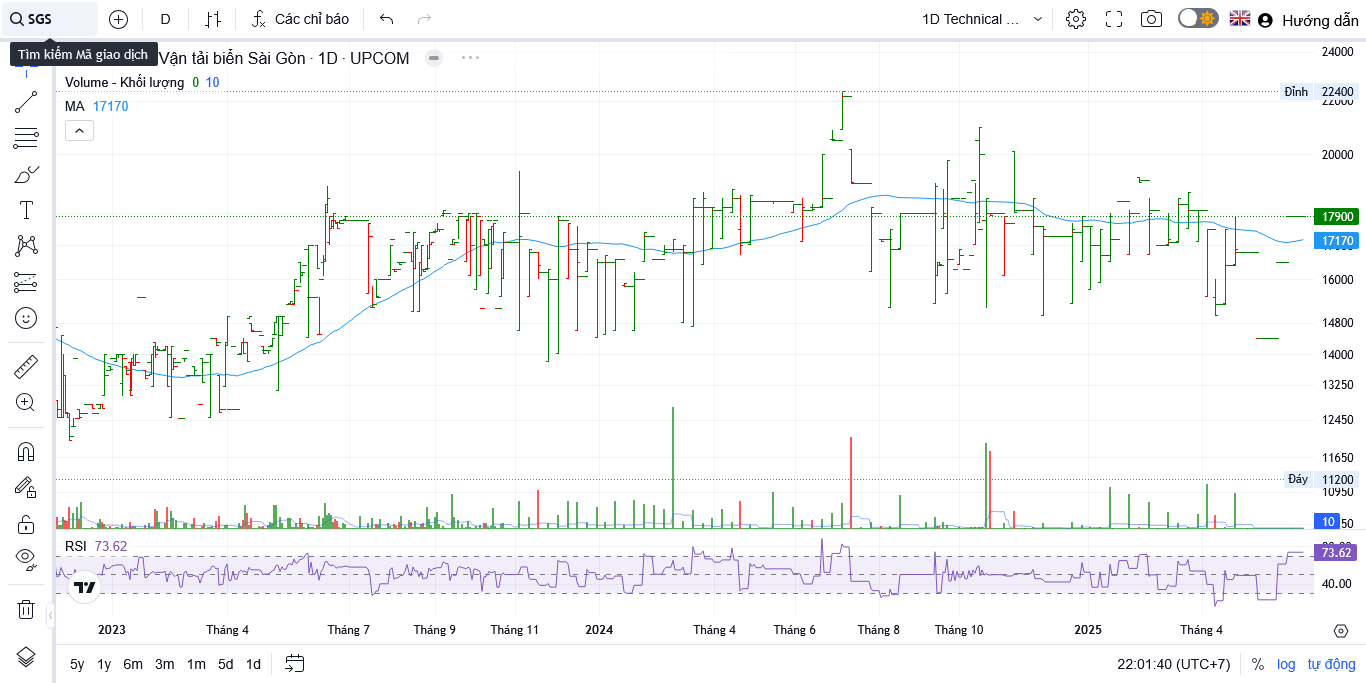 SGS
D
Các chỉ báo
1D Technical ...
Hướng dẫn
Tìm kiếm Mã giao dịch
Vận tải biển Sài Gòn · 1D · UPCOM
Volume - Khối lượng 0 10
MA 17170
24000
Đỉnh 22400
22000
20000
17900
17170
16000
14800
14000
13250
12450
11650
Đáy 11200
10950
10
50
RSI 73.62
73.62
40.00
2023 Tháng 4 Tháng 7 Tháng 9 Tháng 11 2024 Tháng 4 Tháng 6 Tháng 8 Tháng 10 2025 Tháng 4
5y 1y 6m 3m 1m 5d 1d
22:01:40 (UTC+7) % log tự động